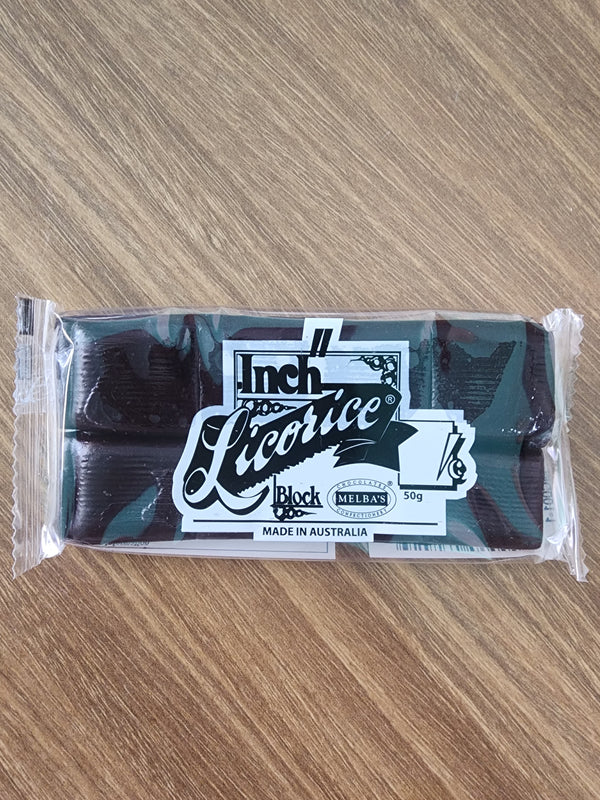 Inch
Licorice®
Block
CHOCOLATES
MELBA'S
CONFECTIONERY
®
50g
MADE IN AUSTRALIA